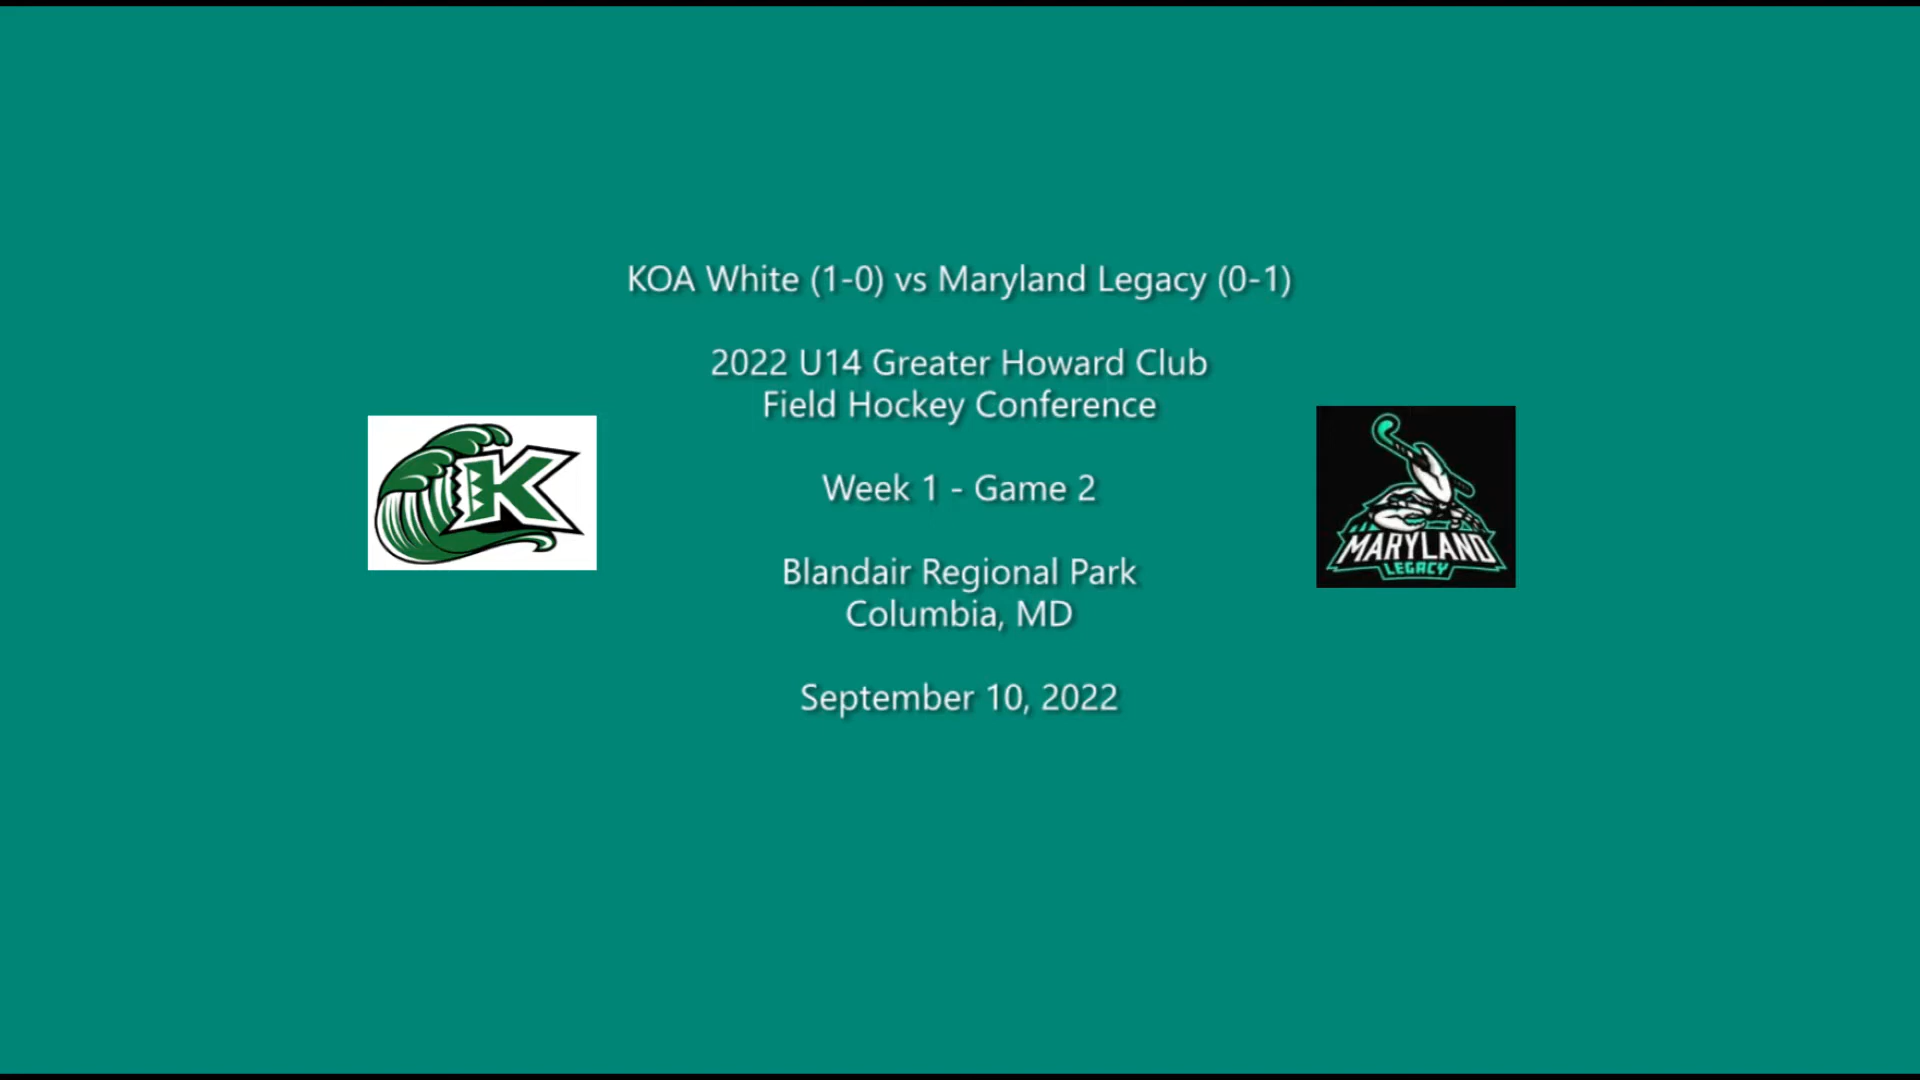 KOA White (1-0) vs Maryland Legacy (0-1)
2022 U14 Greater Howard Club
Field Hockey Conference
Week 1 - Game 2
Blandair Regional Park
Columbia, MD
September 10, 2022
K
MARYLAND
LEGACY